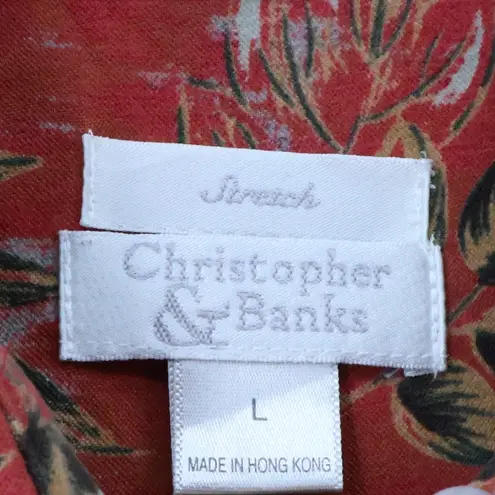 Stretch
Christopher
& Banks
L
MADE IN HONG KONG